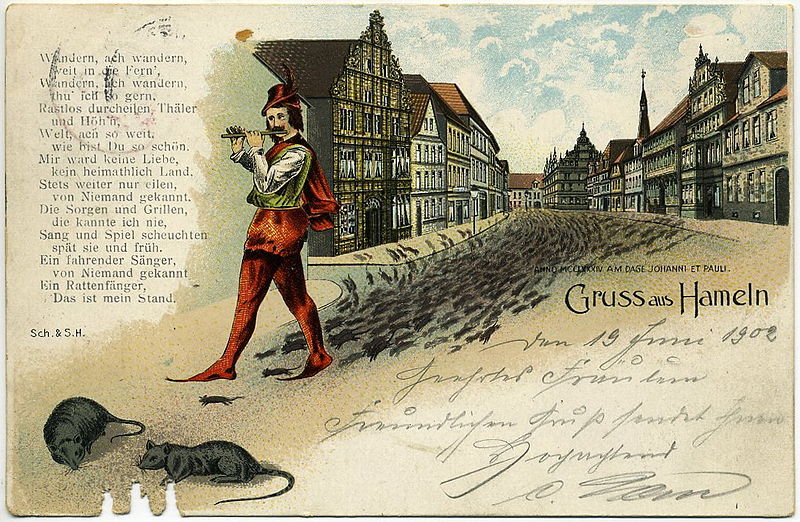 Wandern, ach wandern,
weit in die Fern',
Wandern, ach wandern,
thu' ich so gern.
Rastlos durcheilen, Thäler
und Höh'n,
Welt, ach so weit,
wie bist Du so schön.
Mir ward keine Liebe,
kein heimathlich Land,
Stets weiter nur eilen,
von Niemand gekannt.
Die Sorgen und Grillen,
die kannte ich nie,
Sang und Spiel scheuchten
spät sie und früh.
Ein fahrender Sänger,
von Niemand gekannt
Ein Rattenfänger,
Das ist mein Stand.
Sch. & S.H.
ANNO MCCLXXXIV AM DAGE JOHANNI ET PAULI.
Gruss aus Hameln
Den 19 Juni 1902
Geehrtes Fräulein
Freundlichen Gruß sendet Ihnen
Hochachtend